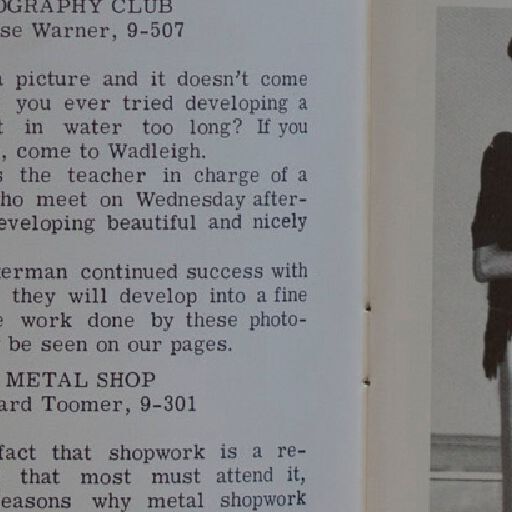 OGRAPHY CLUB
se Warner, 9-507
picture and it doesn't come
you ever tried developing a
in water too long? If you
, come to Wadleigh.
the teacher in charge of a
ho meet on Wednesday after-
eveloping beautiful and nicely
erman continued success with
they will develop into a fine
work done by these photo-
be seen on our pages.
METAL SHOP
ard Toomer, 9-301
fact that shopwork is a re-
that most must attend it,
easons why metal shopwork